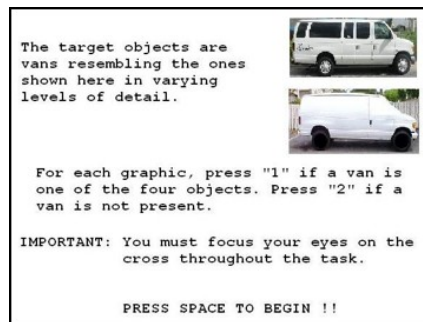 The target objects are
vans resembling the ones
shown here in varying
levels of detail.
For each graphic, press "1" if a van is
one of the four objects. Press "2" if a
van is not present.
IMPORTANT: You must focus your eyes on the
cross throughout the task.
PRESS SPACE TO BEGIN !!